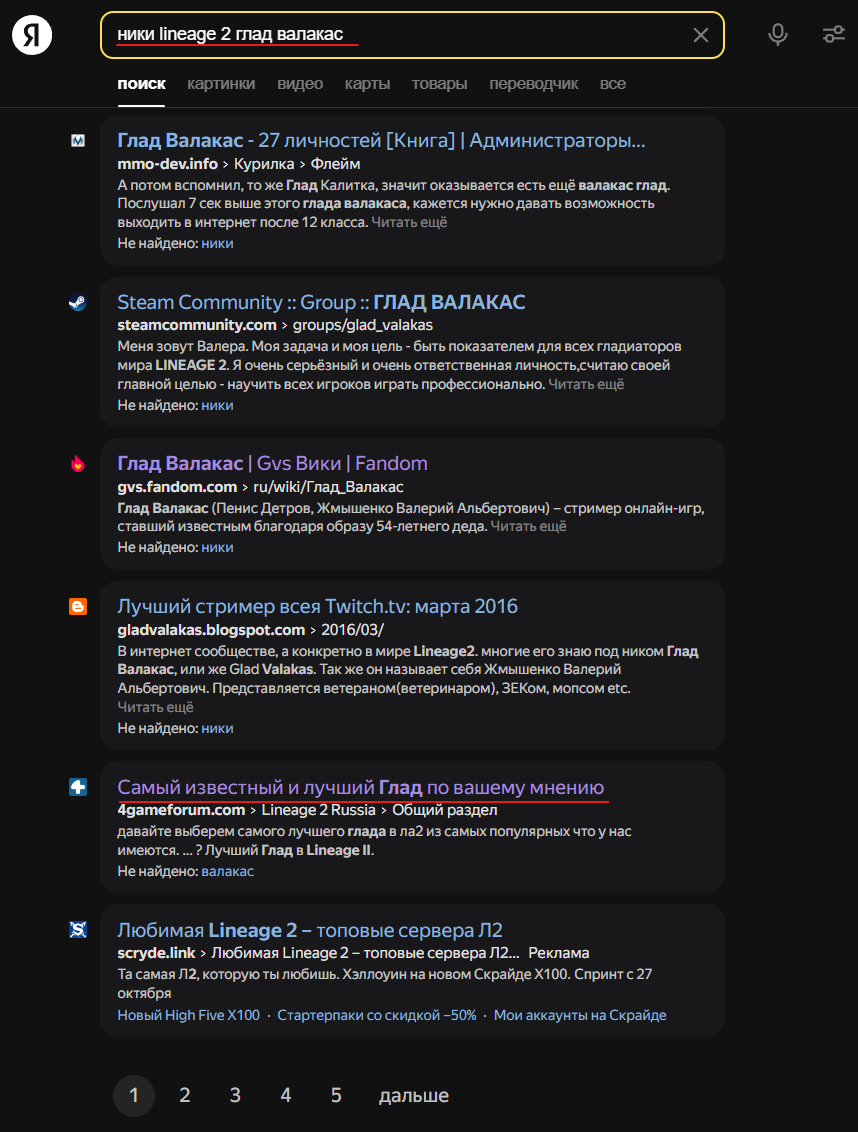 Я
ники lineage 2 глад валакас
поиск картинки видео карты товары переводчик все
Глад Валакас - 27 личностей [Книга] | Администраторы...
mmo-dev.info › Курилка › Флейм
А потом вспомнил, то же Глад Калитка, значит оказывается есть ещё валакас глад.
Послушал 7 сек выше этого глада валакаса, кажется нужно давать возможность
выходить в интернет после 12 класса. Читать ещё
Не найдено: ники
Steam Community :: Group :: ГЛАД ВАЛАКАС
steamcommunity.com › groups/glad_valakas
Меня зовут Валера. Моя задача и моя цель - быть показателем для всех гладиаторов
мира LINEAGE 2. Я очень серьёзный и очень ответственная личность,считаю своей
главной целью - научить всех игроков играть профессионально. Читать ещё
Не найдено: ники
Глад Валакас | Gvs Вики | Fandom
gvs.fandom.com › ru/wiki/Глад_Валакас
Глад Валакас (Пенис Детров, Жмышенко Валерий Альбертович) – стример онлайн-игр,
ставший известным благодаря образу 54-летнего деда. Читать ещё
Не найдено: ники
Лучший стример всея Twitch.tv: марта 2016
gladvalakas.blogspot.com › 2016/03/
В интернет сообществе, а конкретно в мире Lineage2. многие его знаю под ником Глад
Валакас, или же Glad Valakas. Так же он называет себя Жмышенко Валерий
Альбертович. Представляется ветераном(ветеринаром), ЗЕКом, мопсом etc.
Читать ещё
Не найдено: ники
Самый известный и лучший Глад по вашему мнению
4gameforum.com › Lineage 2 Russia › Общий раздел
давайте выберем самого лучшего глада в ла2 из самых популярных что у нас
имеются. ... ? Лучший Глад в Lineage II.
Не найдено: валакас
Любимая Lineage 2 – топовые сервера Л2
scryde.link › Любимая Lineage 2 – топовые сервера Л2... Реклама
Та самая Л2, которую ты любишь. Хэллоуин на новом Скрайде Х100. Спринт с 27
октября
Новый High Five X100 · Стартерпаки со скидкой −50% · Мои аккаунты на Скрайде
1 2 3 4 5 дальше